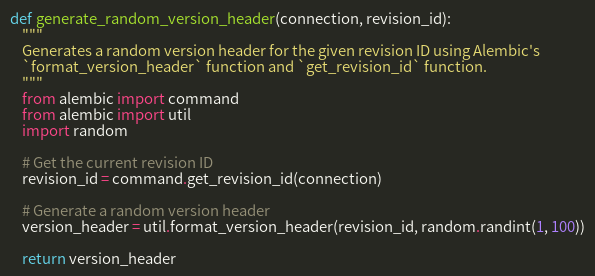 def generate_random_version_header(connection, revision_id):
"""
Generates a random version header for the given revision ID using Alembic's
`format_version_header` function and `get_revision_id` function.
"""
from alembic import command
from alembic import util
import random
# Get the current revision ID
revision_id = command.get_revision_id(connection)
# Generate a random version header
version_header = util.format_version_header(revision_id, random.randint(1, 100))
return version_header